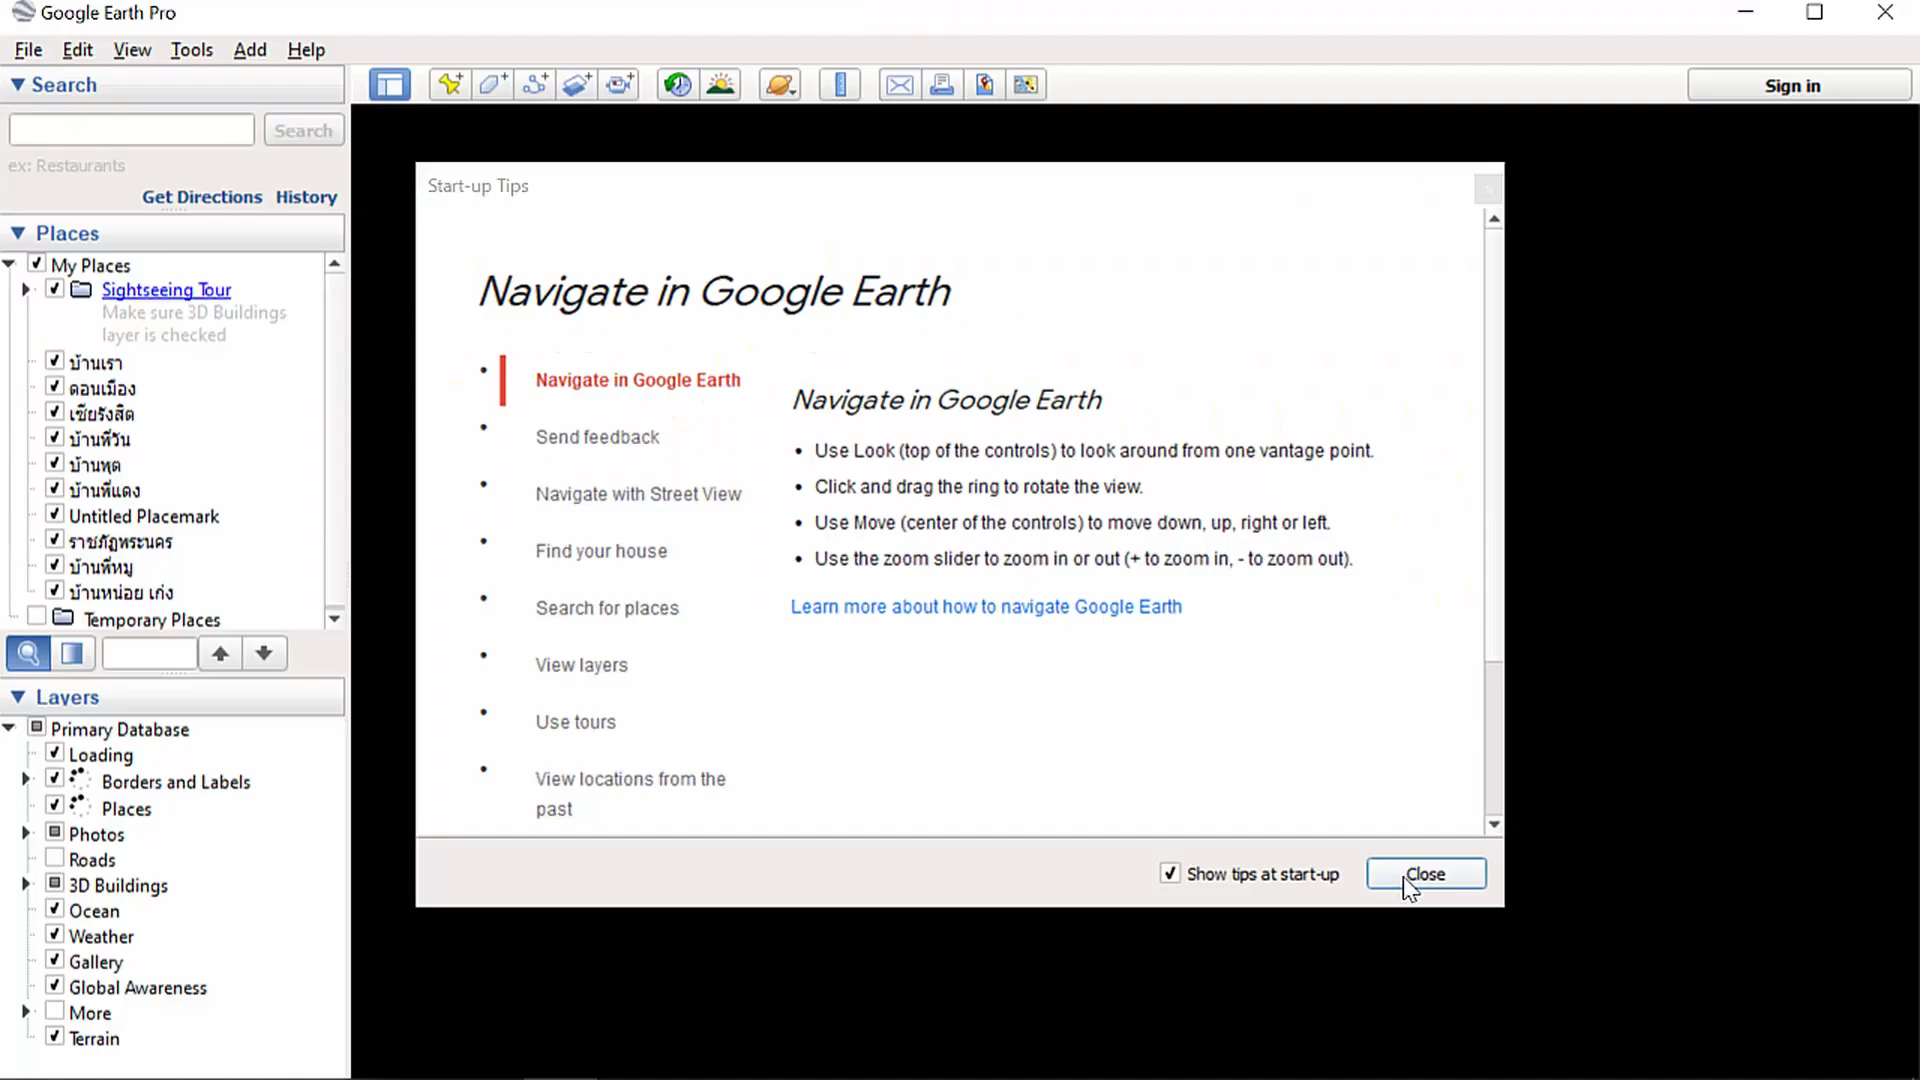 Google Earth Pro
File Edit View Tools Add Help
Search
Sign in
Search
ex: Restaurants
Get Directions History
Places
My Places
Sightseeing Tour
Make sure 3D Buildings
layer is checked
บ้านเรา
ดอนเมือง
เซียรังสิต
บ้านพี่วัน
บ้านพุต
บ้านพี่แดง
Untitled Placemark
ราชภัฏพระนคร
บ้านพี่หมู
บ้านหน่อย เก่ง
Temporary Places
Layers
Primary Database
Loading
Borders and Labels
Places
Photos
Roads
3D Buildings
Ocean
Weather
Gallery
Global Awareness
More
Terrain
Start-up Tips
Navigate in Google Earth
Navigate in Google Earth
Send feedback
Navigate with Street View
Find your house
Search for places
View layers
Use tours
View locations from the
past
Navigate in Google Earth
• Use Look (top of the controls) to look around from one vantage point.
• Click and drag the ring to rotate the view.
• Use Move (center of the controls) to move down, up, right or left.
• Use the zoom slider to zoom in or out (+ to zoom in, - to zoom out).
Learn more about how to navigate Google Earth
Show tips at start-up
Close